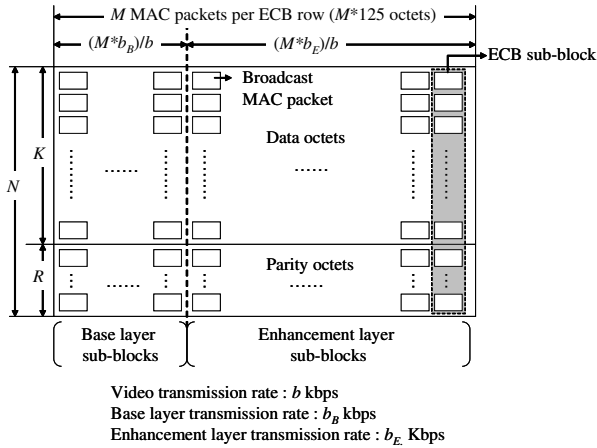 M MAC packets per ECB row (M*125 octets)
(M*b_B)/b
(M*b_E)/b
ECB sub-block
Broadcast
MAC packet
Data octets
K
N
R
Parity octets
Base layer
sub-blocks
Enhancement layer
sub-blocks
Video transmission rate : b kbps
Base layer transmission rate : b_B kbps
Enhancement layer transmission rate : b_E, Kbps